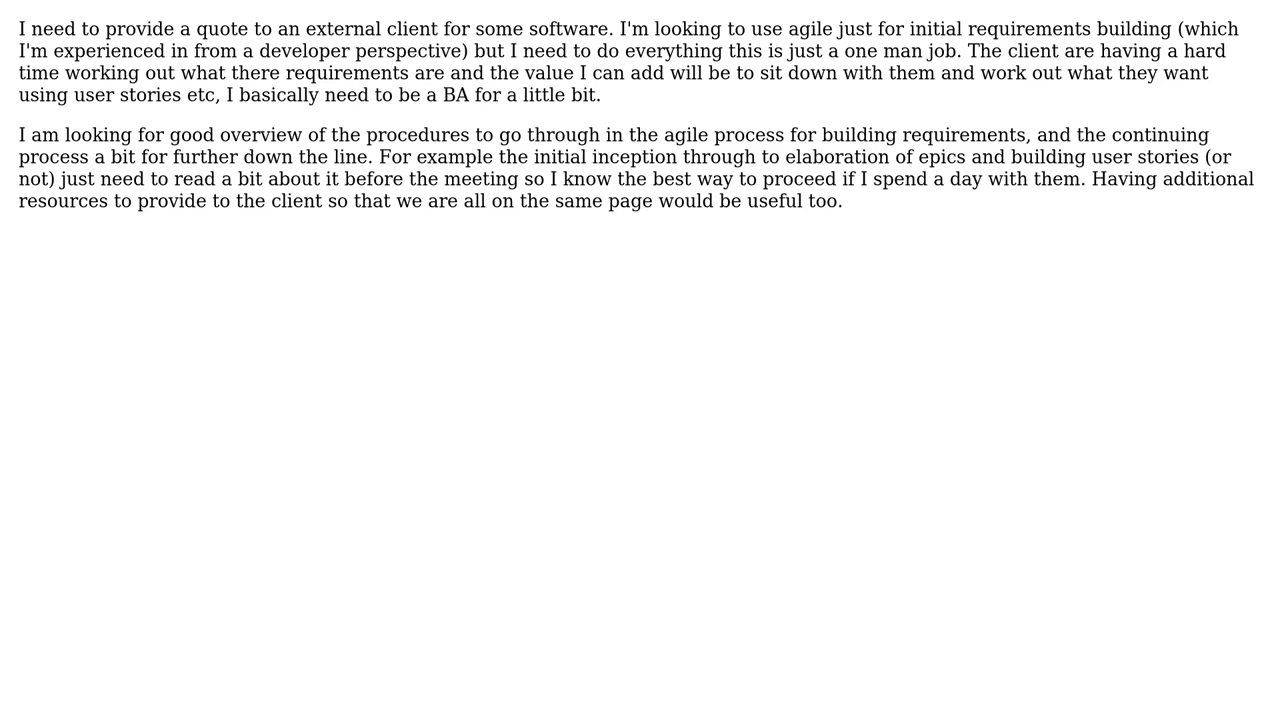 I need to provide a quote to an external client for some software. I'm looking to use agile just for initial requirements building (which
I'm experienced in from a developer perspective) but I need to do everything this is just a one man job. The client are having a hard
time working out what there requirements are and the value I can add will be to sit down with them and work out what they want
using user stories etc, I basically need to be a BA for a little bit.
I am looking for good overview of the procedures to go through in the agile process for building requirements, and the continuing
process a bit for further down the line. For example the initial inception through to elaboration of epics and building user stories (or
not) just need to read a bit about it before the meeting so I know the best way to proceed if I spend a day with them. Having additional
resources to provide to the client so that we are all on the same page would be useful too.